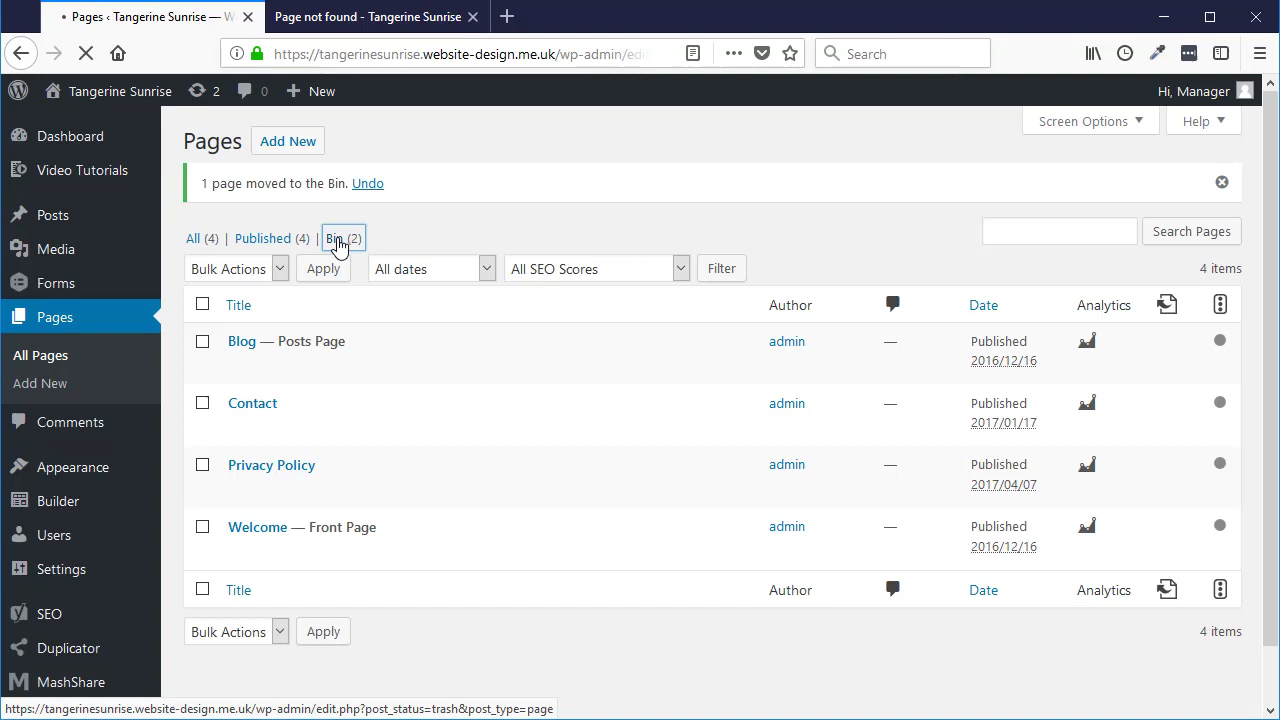 Pages ‹ Tangerine Sunrise — W
Page not found - Tangerine Sunrise
https://tangerinesunrise.website-design.me.uk/wp-admin/edi
Search
Tangerine Sunrise
2
0
New
Hi, Manager
Dashboard
Video Tutorials
Posts
Media
Forms
Pages
All Pages
Add New
Comments
Appearance
Builder
Users
Settings
SEO
Duplicator
MashShare
Screen Options
Help
Pages
Add New
1 page moved to the Bin. Undo
All (4) | Published (4) | Bin (2)
Search Pages
Bulk Actions
Apply
All dates
All SEO Scores
Filter
4 items
Title
Author
Date
Analytics
Blog — Posts Page
admin
—
Published
2016/12/16
Contact
admin
—
Published
2017/01/17
Privacy Policy
admin
—
Published
2017/04/07
Welcome — Front Page
admin
—
Published
2016/12/16
Title
Author
Date
Analytics
Bulk Actions
Apply
4 items
https://tangerinesunrise.website-design.me.uk/wp-admin/edit.php?post_status=trash&post_type=page